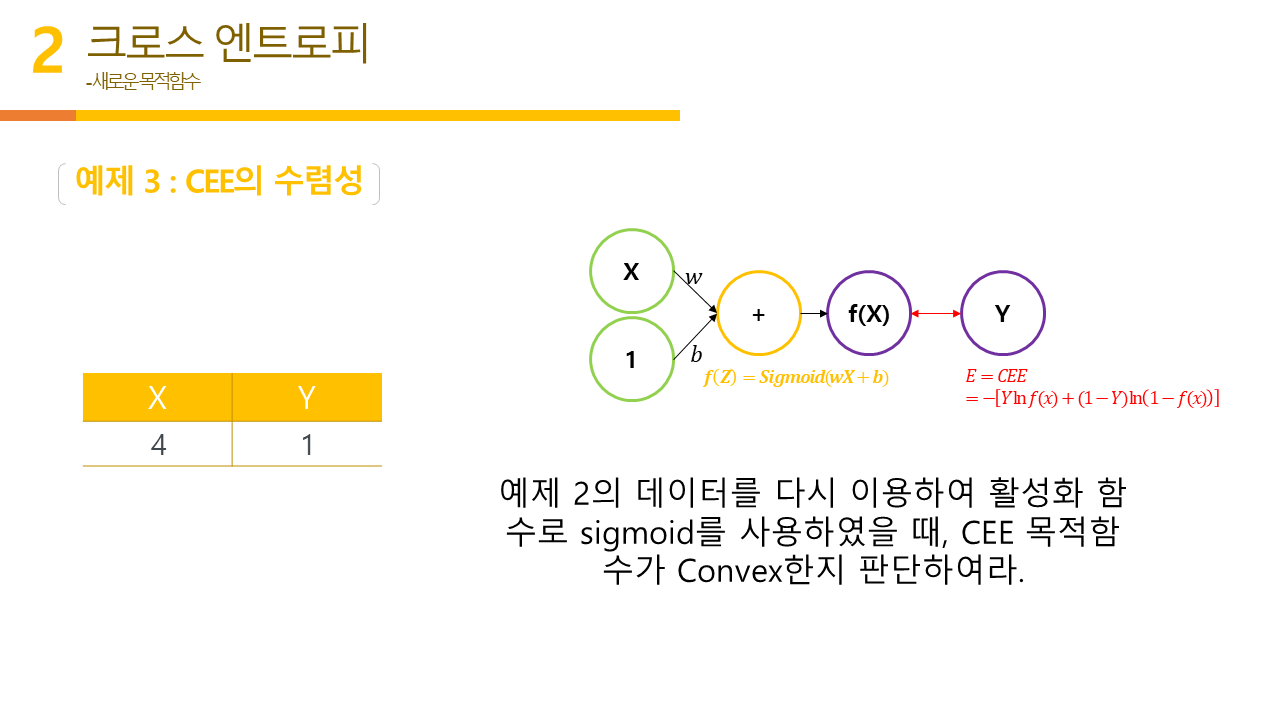 2 크로스 엔트로피
-새로운 목적함수
예제 3 : CEE의 수렴성
X
w
+
f(X)
Y
1
b
f(Z) = Sigmoid(wX + b)
E = CEE
= −[Y ln f(x) + (1 − Y) ln(1 − f(x))]
X Y
4 1
예제 2의 데이터를 다시 이용하여 활성화 함
수로 sigmoid를 사용하였을 때, CEE 목적함
수가 Convex한지 판단하여라.